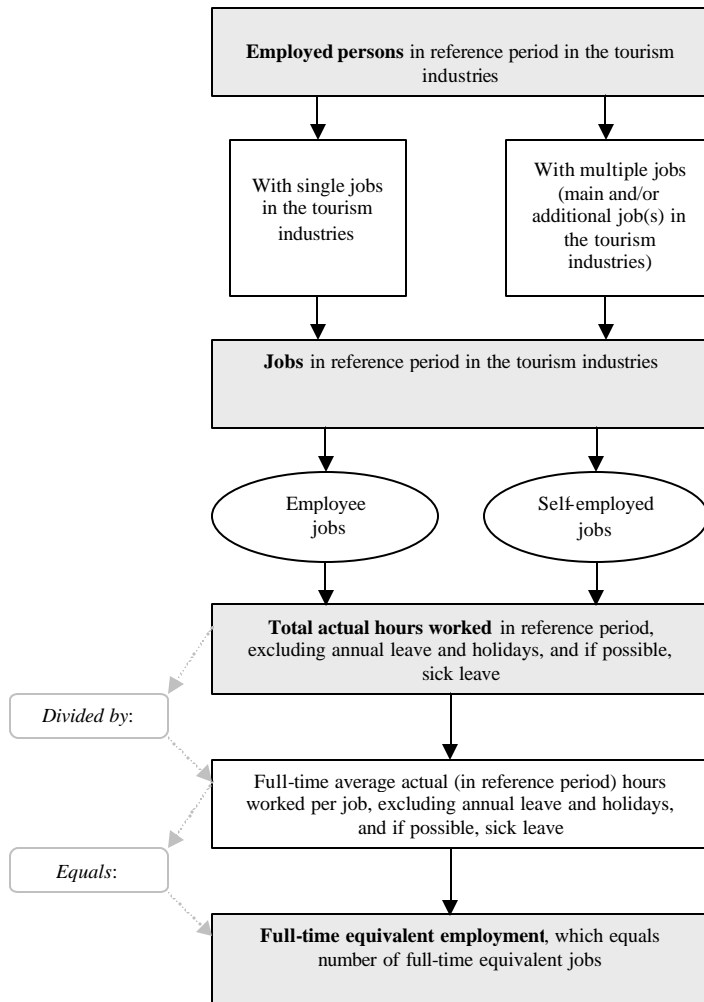 Employed persons in reference period in the tourism
industries
With single jobs
in the tourism
industries
With multiple jobs
(main and/or
additional job(s) in
the tourism
industries)
Jobs in reference period in the tourism industries
Employee
jobs
Self-employed
jobs
Total actual hours worked in reference period,
excluding annual leave and holidays, and if possible,
sick leave
Divided by:
Full-time average actual (in reference period) hours
worked per job, excluding annual leave and holidays,
and if possible, sick leave
Equals:
Full-time equivalent employment, which equals
number of full-time equivalent jobs